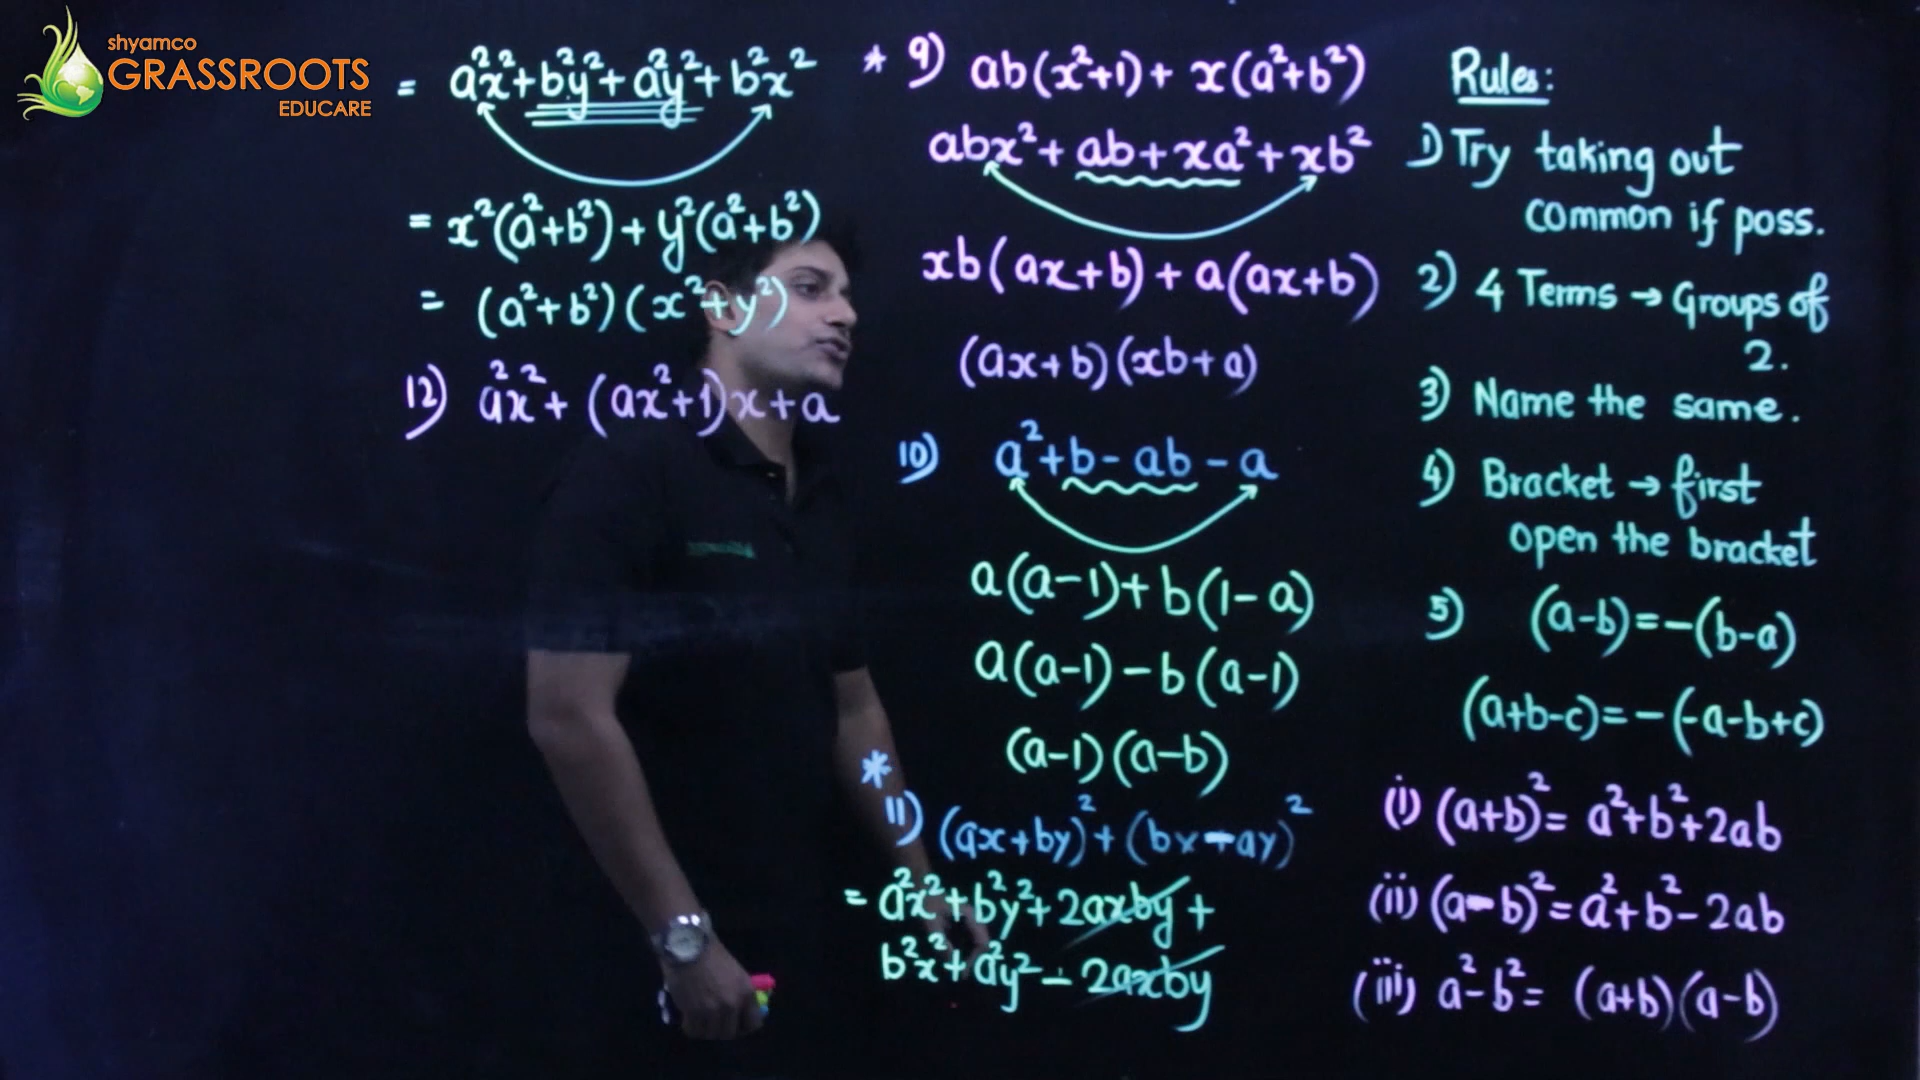 shyamco
GRASSROOTS
EDUCARE
= a²x²+b²y²+a²y²+b²x²
= x²(a²+b²)+y²(a²+b²)
= (a²+b²)(x²+y²)
12) a²x²+(ax²+1)x+a
* 9) ab(x²+1)+x(a²+b²)
abx²+ab+xa²+xb²
xb(ax+b)+a(ax+b)
(ax+b)(xb+a)
10) a²+b-ab-a
a(a-1)+b(1-a)
a(a-1)-b(a-1)
(a-1)(a-b)
*
11) (ax+by)²+(bx-ay)²
= a²x²+b²y²+2axby+
b²x²+a²y²-2axby
Rules:
1) Try taking out
common if poss.
2) 4 Terms → Groups of
2.
3) Name the same.
4) Bracket → first
open the bracket
5) (a-b)=-(b-a)
(a+b-c)=-(-a-b+c)
(i) (a+b)²= a²+b²+2ab
(ii) (a-b)²=a²+b²-2ab
(iii) a²-b²= (a+b)(a-b)